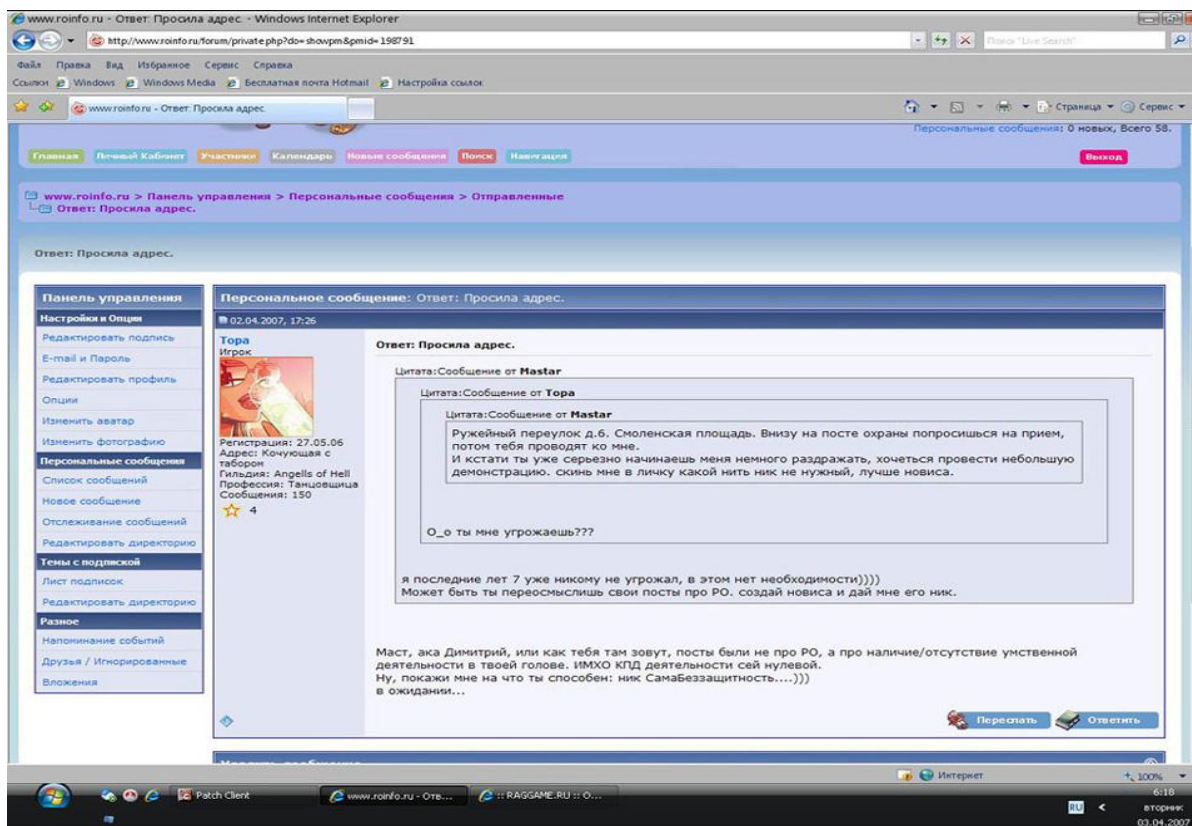 www.roinfo.ru - Ответ: Просила адрес. - Windows Internet Explorer
http://www.roinfo.ru/forum/private.php?do=showpm&pmid=198791
Поиск "Live Search"
Файл Правка Вид Избранное Сервис Справка
Ссылки Windows Windows Media Бесплатная почта Hotmail Настройка ссылок
www.roinfo.ru - Ответ: Просила адрес.
Страница Сервис
Персональные сообщения: 0 новых, Всего 58.
Главная Личный Кабинет Участники Календарь Новые сообщения Поиск Навигация
Выход
www.roinfo.ru > Панель управления > Персональные сообщения > Отправленные
Ответ: Просила адрес.
Ответ: Просила адрес.
Панель управления
Настройки и Опции
Редактировать подпись
E-mail и Пароль
Редактировать профиль
Опции
Изменить аватар
Изменить фотографию
Персональные сообщения
Список сообщений
Новое сообщение
Отслеживание сообщений
Редактировать директорию
Темы с подпиской
Лист подписок
Редактировать директорию
Разное
Напоминание событий
Друзья / Игнорированные
Вложения
Персональное сообщение: Ответ: Просила адрес.
02.04.2007, 17:26
Topa
Игрок
Регистрация: 27.05.06
Адрес: Кочующая с
табором
Гильдия: Angells of Hell
Профессия: Танцовщица
Сообщения: 150
4
Ответ: Просила адрес.
Цитата:Сообщение от Mastar
Цитата:Сообщение от Topa
Цитата:Сообщение от Mastar
Ружейный переулок д.6. Смоленская площадь. Внизу на посте охраны попросишься на прием,
потом тебя проводят ко мне.
И кстати ты уже серьезно начинаешь меня немного раздражать, хочеться провести небольшую
демонстрацию. скинь мне в личку какой нить ник не нужный, лучше новиса.
О_о ты мне угрожаешь???
я последние лет 7 уже никому не угрожал, в этом нет необходимости))))
Может быть ты переосмыслишь свои посты про РО. создай новиса и дай мне его ник.
Маст, ака Димитрий, или как тебя там зовут, посты были не про РО, а про наличие/отсутствие умственной
деятельности в твоей голове. ИМХО КПД деятельности сей нулевой.
Ну, покажи мне на что ты способен: ник СамаБеззащитность....)))
в ожидании...
Переслать Ответить
Интернет
100%
Patch Client
www.roinfo.ru - Отв...
:: RAGGAME.RU :: О...
RU
6:18
вторник
03.04.2007